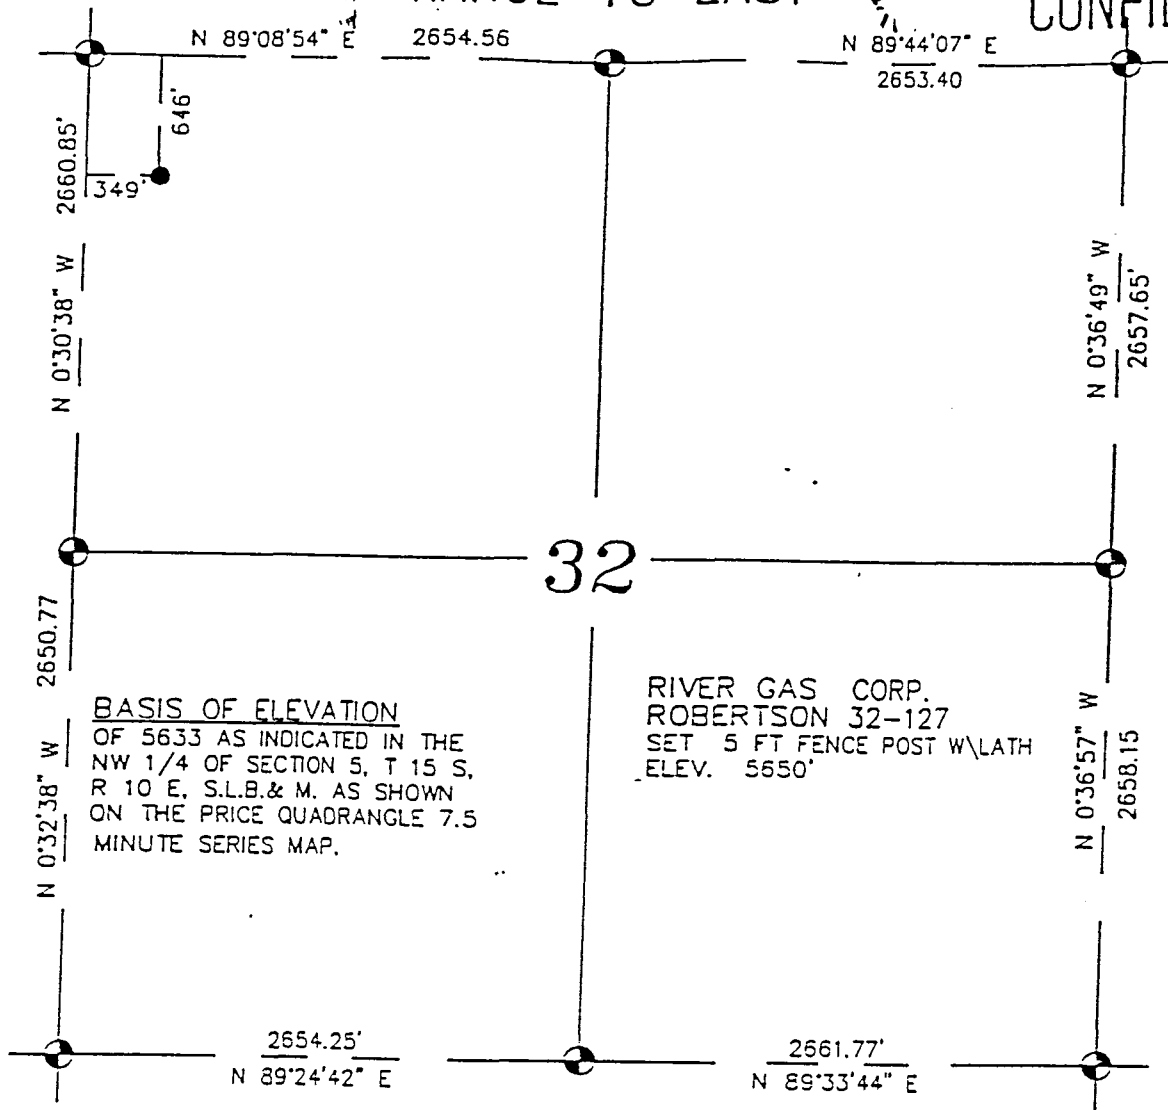 N 89°08'54" E 2654.56
N 89°44'07" E
2653.40
646'
349'
2660.85'
N 0°30'38" W
N 0°36'49" W
2657.65'
32
2650.77
N 0°32'38" W
BASIS OF ELEVATION
OF 5633 AS INDICATED IN THE
NW 1/4 OF SECTION 5, T 15 S,
R 10 E, S.L.B.& M. AS SHOWN
ON THE PRICE QUADRANGLE 7.5
MINUTE SERIES MAP.
RIVER GAS CORP.
ROBERTSON 32-127
SET 5 FT FENCE POST W\LATH
ELEV. 5650'
N 0°36'57" W
2658.15
2654.25'
N 89°24'42" E
2661.77'
N 89°33'44" E